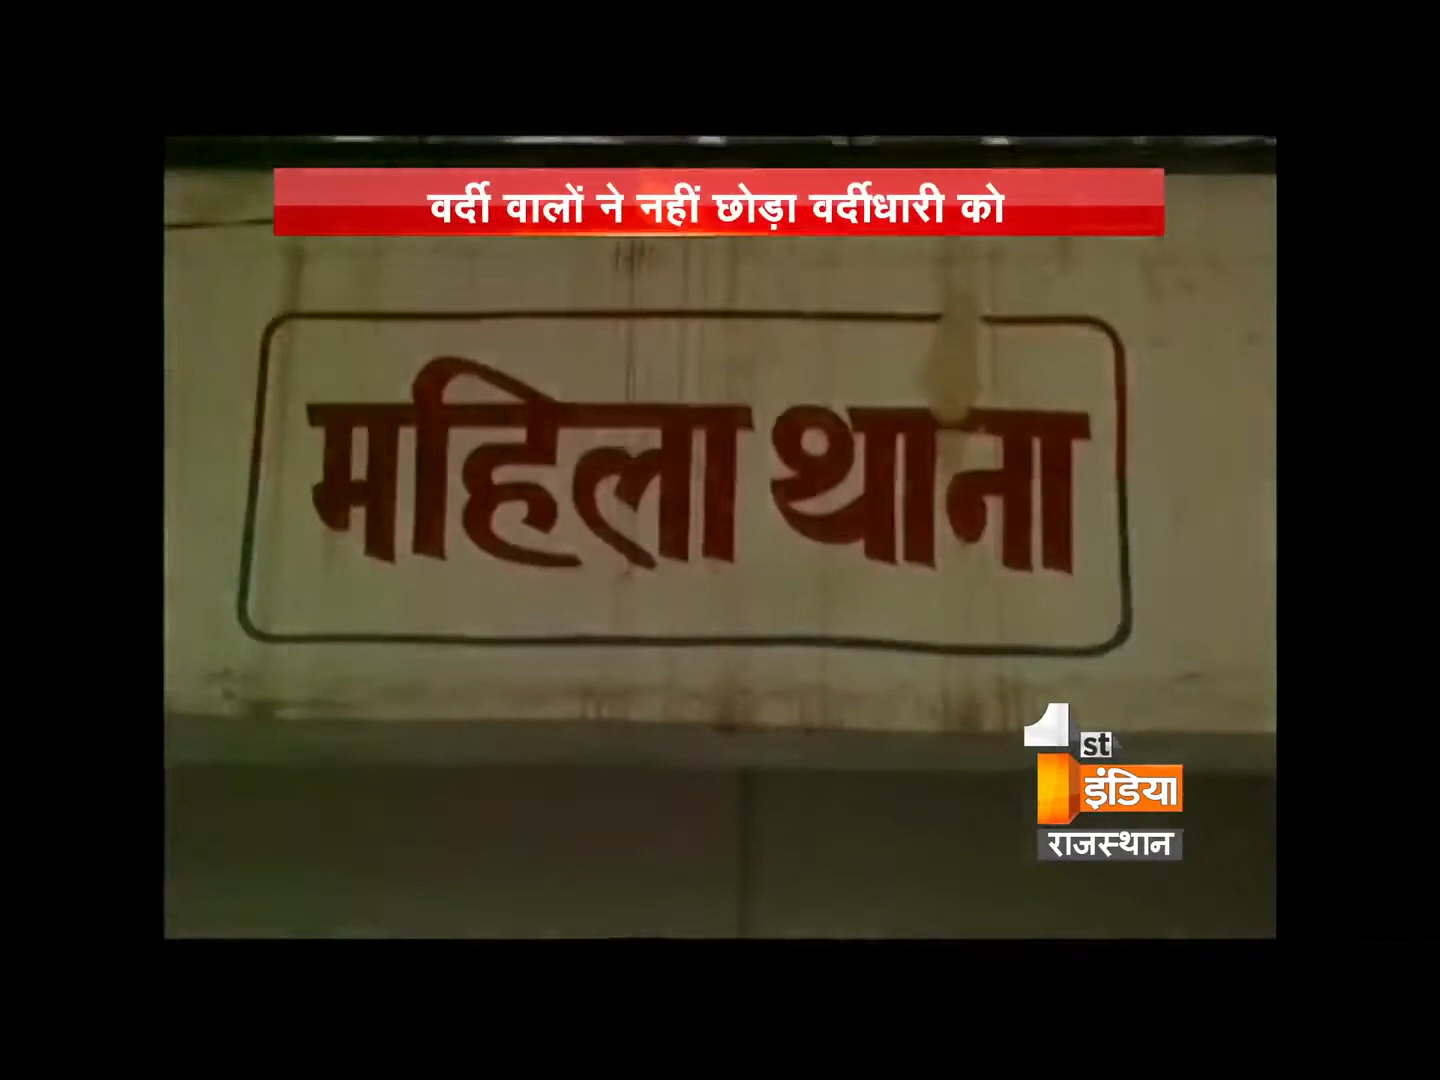 वर्दी वालों ने नहीं छोड़ा वर्दीधारी को
महिला थाना
1st
इंडिया
राजस्थान